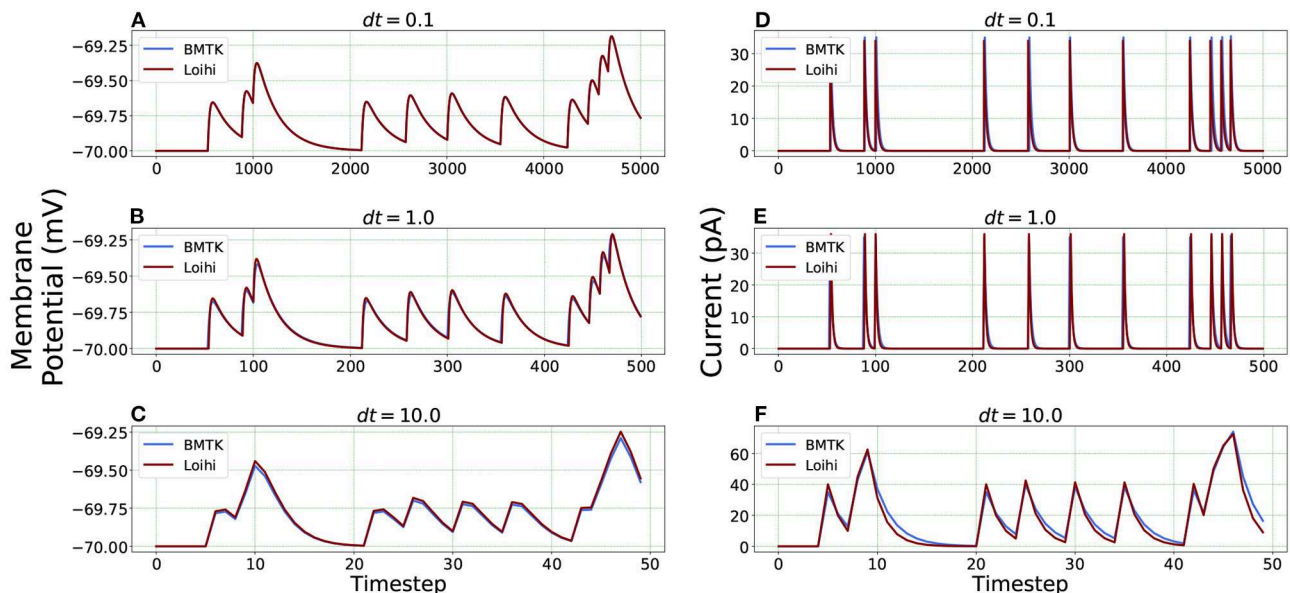 A
dt = 0.1
−69.25
−69.50
−69.75
−70.00
BMTK
Loihi
0 1000 2000 3000 4000 5000
B
dt = 1.0
−69.25
−69.50
−69.75
−70.00
BMTK
Loihi
0 100 200 300 400 500
C
dt = 10.0
−69.25
−69.50
−69.75
−70.00
BMTK
Loihi
0 10 20 30 40 50
Timestep
Membrane
Potential (mV)
D
dt = 0.1
30
20
10
0
BMTK
Loihi
0 1000 2000 3000 4000 5000
E
dt = 1.0
30
20
10
0
BMTK
Loihi
0 100 200 300 400 500
F
dt = 10.0
60
40
20
0
BMTK
Loihi
0 10 20 30 40 50
Timestep
Current (pA)